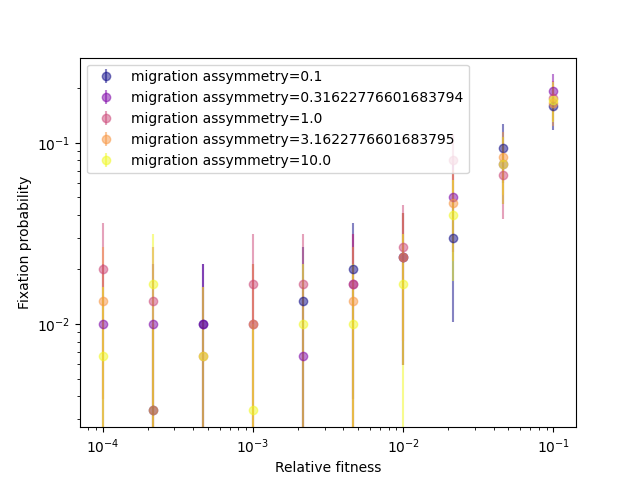 migration assymmetry=0.1
migration assymmetry=0.31622776601683794
migration assymmetry=1.0
migration assymmetry=3.1622776601683795
migration assymmetry=10.0
Fixation probability
10⁻¹
10⁻²
10⁻⁴
10⁻³
10⁻²
10⁻¹
Relative fitness